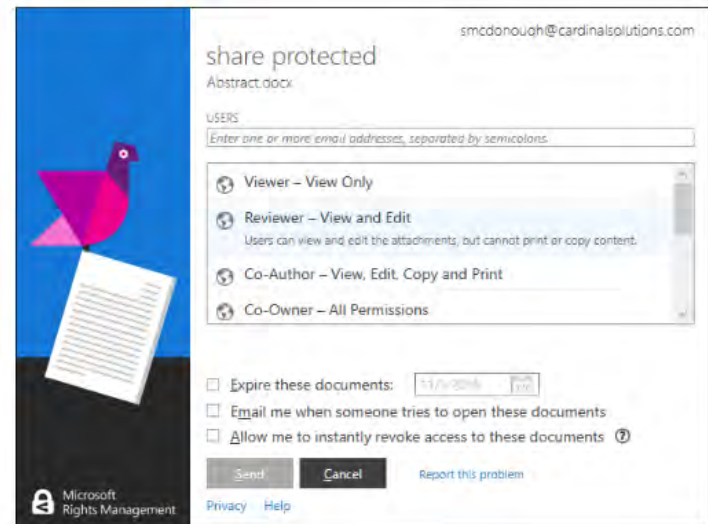 smcdonough@cardinalsolutions.com
share protected
Abstract.docx
USERS
Enter one or more email addresses, separated by semicolons.
Viewer – View Only
Reviewer – View and Edit
Users can view and edit the attachments, but cannot print or copy content.
Co-Author – View, Edit, Copy and Print
Co-Owner – All Permissions
Expire these documents:
Email me when someone tries to open these documents
Allow me to instantly revoke access to these documents ?
Send Cancel Report this problem
Microsoft
Rights Management
Privacy Help